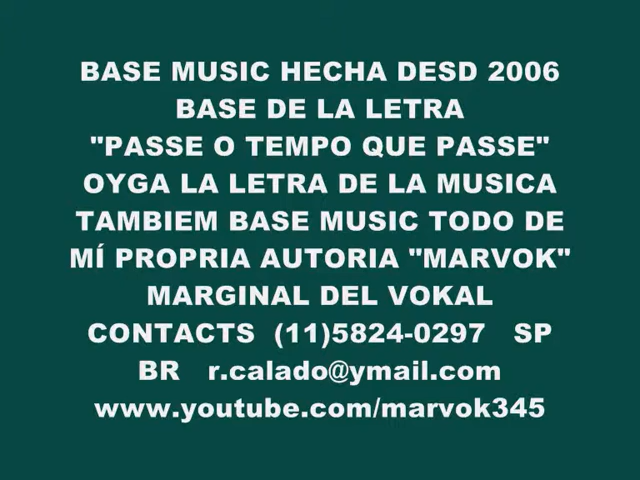 BASE MUSIC HECHA DESD 2006
BASE DE LA LETRA
"PASSE O TEMPO QUE PASSE"
OYGA LA LETRA DE LA MUSICA
TAMBIEM BASE MUSIC TODO DE
MÍ PROPRIA AUTORIA "MARVOK"
MARGINAL DEL VOKAL
CONTACTS (11)5824-0297 SP
BR r.calado@ymail.com
www.youtube.com/marvok345